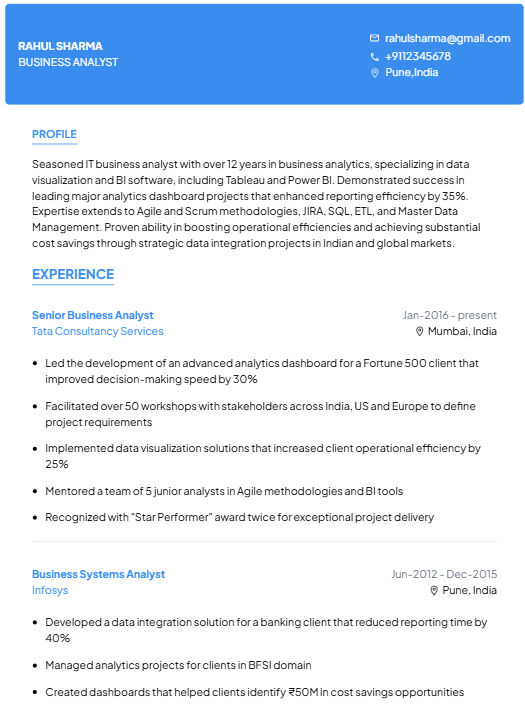 RAHUL SHARMA
BUSINESS ANALYST
rahulsharma@gmail.com
+9112345678
Pune,India
PROFILE
Seasoned IT business analyst with over 12 years in business analytics, specializing in data
visualization and BI software, including Tableau and Power BI. Demonstrated success in
leading major analytics dashboard projects that enhanced reporting efficiency by 35%.
Expertise extends to Agile and Scrum methodologies, JIRA, SQL, ETL, and Master Data
Management. Proven ability in boosting operational efficiencies and achieving substantial
cost savings through strategic data integration projects in Indian and global markets.
EXPERIENCE
Senior Business Analyst Jan-2016 - present
Tata Consultancy Services Mumbai, India
• Led the development of an advanced analytics dashboard for a Fortune 500 client that
improved decision-making speed by 30%
• Facilitated over 50 workshops with stakeholders across India, US and Europe to define
project requirements
• Implemented data visualization solutions that increased client operational efficiency by
25%
• Mentored a team of 5 junior analysts in Agile methodologies and BI tools
• Recognized with "Star Performer" award twice for exceptional project delivery
Business Systems Analyst Jun-2012 - Dec-2015
Infosys Pune, India
• Developed a data integration solution for a banking client that reduced reporting time by
40%
• Managed analytics projects for clients in BFSI domain
• Created dashboards that helped clients identify ₹50M in cost savings opportunities